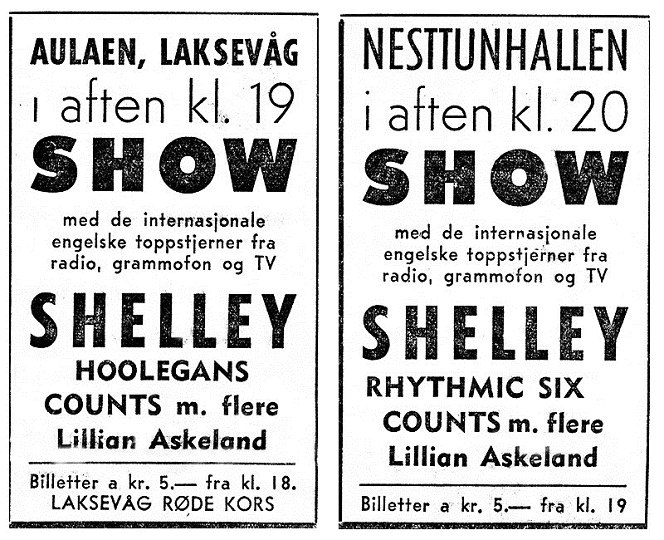 AULAEN, LAKSEVÅG
i aften kl. 19
SHOW
med de internasjonale
engelske toppstjerner fra
radio, grammofon og TV
SHELLEY
HOOLEGANS
COUNTS m. flere
Lillian Askeland
Billetter a kr. 5.— fra kl. 18.
LAKSEVÅG RØDE KORS
NESTTUNHALLEN
i aften kl. 20
SHOW
med de internasjonale
engelske toppstjerner fra
radio, grammofon og TV
SHELLEY
RHYTHMIC SIX
COUNTS m. flere
Lillian Askeland
Billetter a kr. 5.— fra kl. 19